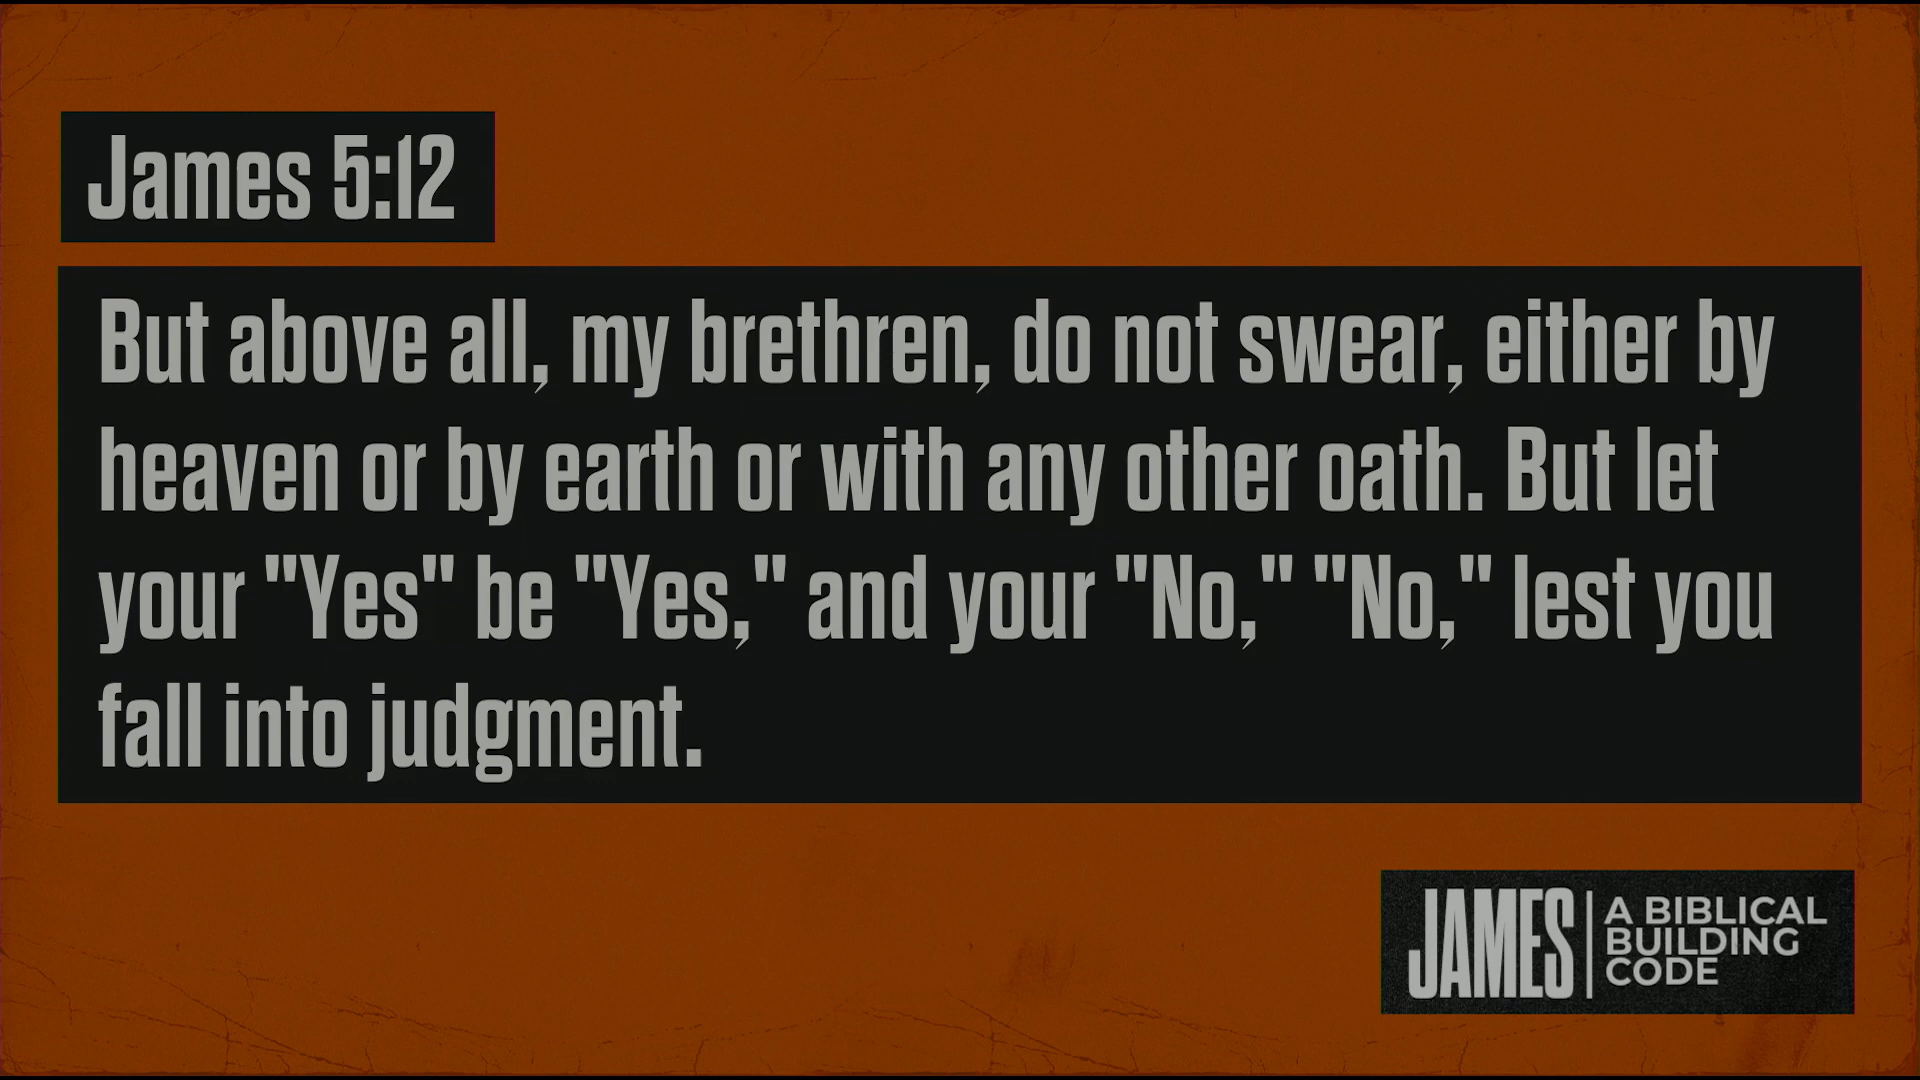 James 5:12
But above all, my brethren, do not swear, either by
heaven or by earth or with any other oath. But let
your "Yes" be "Yes," and your "No," "No," lest you
fall into judgment.
JAMES
A BIBLICAL
BUILDING
CODE